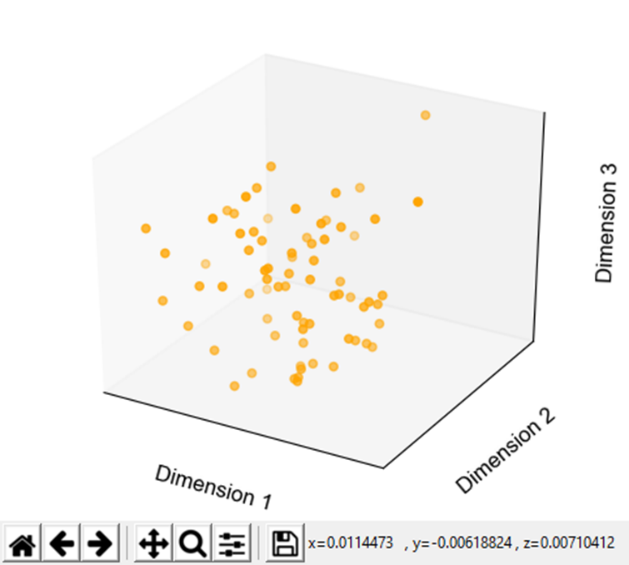 Dimension 3
Dimension 2
Dimension 1
x=0.0114473 , y=-0.00618824 , z=0.00710412